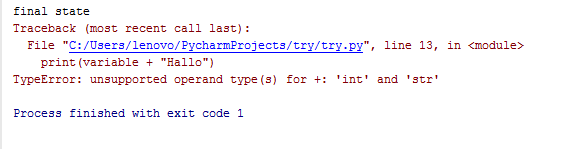 final state
Traceback (most recent call last):
File "C:/Users/lenovo/PycharmProjects/try/try.py", line 13, in <module>
print(variable + "Hallo")
TypeError: unsupported operand type(s) for +: 'int' and 'str'
Process finished with exit code 1